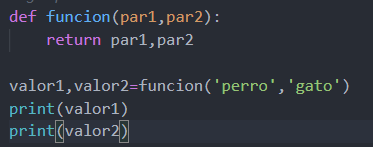 def funcion(par1,par2):
    return par1,par2

valor1,valor2=funcion('perro','gato')
print(valor1)
print(valor2)